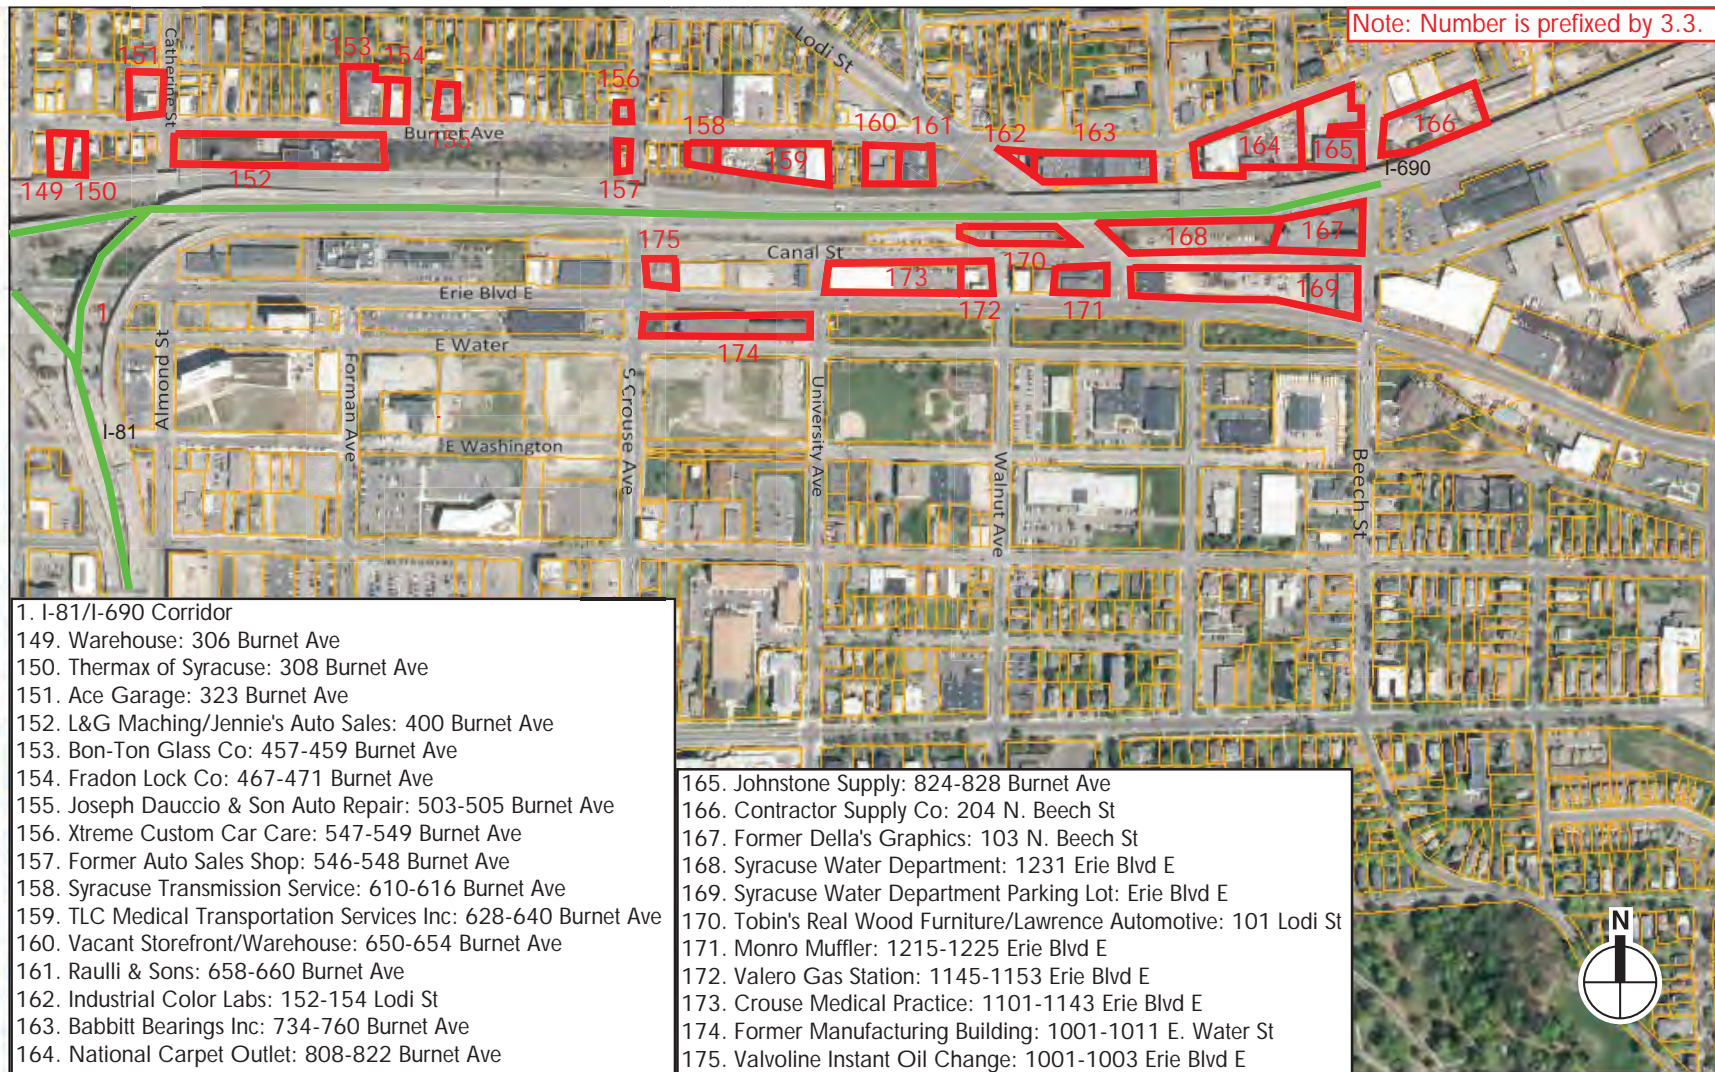 Note: Number is prefixed by 3.3.
151
Catherine St
153
154
156
Lodi St
Burnet Ave
155
158
159
160
161
162
163
164
165
166
149
150
152
157
I-690
175
Canal St
168
167
170
173
172
171
169
Erie Blvd E
1
E Water
174
Almond St
Forman Ave
S Crouse Ave
University Ave
Walnut Ave
Beech St
I-81
E Washington
1. I-81/I-690 Corridor
149. Warehouse: 306 Burnet Ave
150. Thermax of Syracuse: 308 Burnet Ave
151. Ace Garage: 323 Burnet Ave
152. L&G Maching/Jennie's Auto Sales: 400 Burnet Ave
153. Bon-Ton Glass Co: 457-459 Burnet Ave
154. Fradon Lock Co: 467-471 Burnet Ave
155. Joseph Dauccio & Son Auto Repair: 503-505 Burnet Ave
156. Xtreme Custom Car Care: 547-549 Burnet Ave
157. Former Auto Sales Shop: 546-548 Burnet Ave
158. Syracuse Transmission Service: 610-616 Burnet Ave
159. TLC Medical Transportation Services Inc: 628-640 Burnet Ave
160. Vacant Storefront/Warehouse: 650-654 Burnet Ave
161. Raulli & Sons: 658-660 Burnet Ave
162. Industrial Color Labs: 152-154 Lodi St
163. Babbitt Bearings Inc: 734-760 Burnet Ave
164. National Carpet Outlet: 808-822 Burnet Ave
165. Johnstone Supply: 824-828 Burnet Ave
166. Contractor Supply Co: 204 N. Beech St
167. Former Della's Graphics: 103 N. Beech St
168. Syracuse Water Department: 1231 Erie Blvd E
169. Syracuse Water Department Parking Lot: Erie Blvd E
170. Tobin's Real Wood Furniture/Lawrence Automotive: 101 Lodi St
171. Monro Muffler: 1215-1225 Erie Blvd E
172. Valero Gas Station: 1145-1153 Erie Blvd E
173. Crouse Medical Practice: 1101-1143 Erie Blvd E
174. Former Manufacturing Building: 1001-1011 E. Water St
175. Valvoline Instant Oil Change: 1001-1003 Erie Blvd E
N